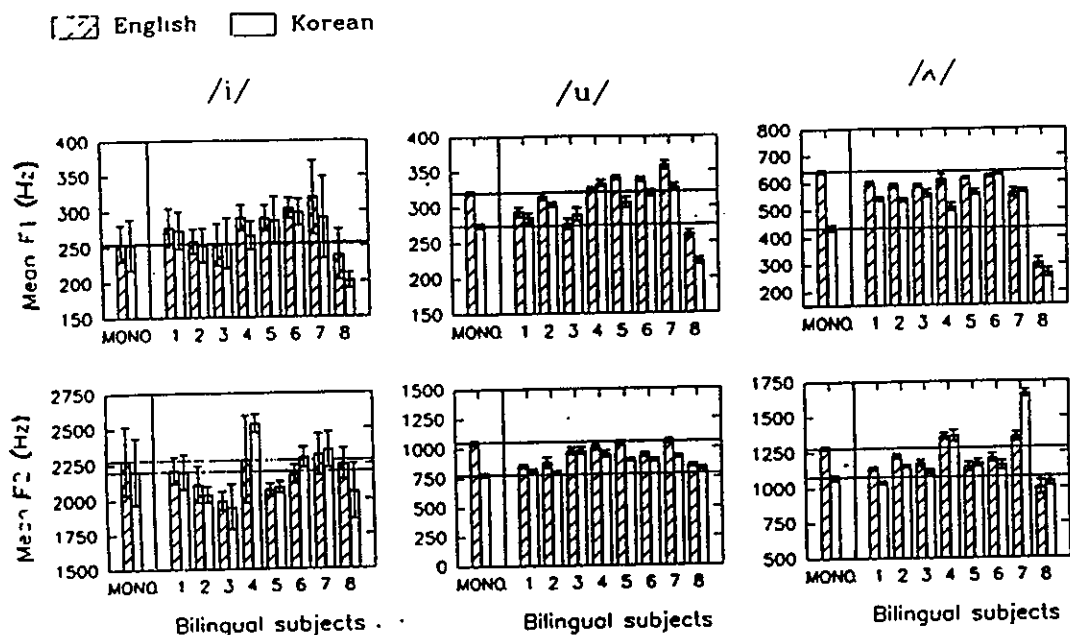 English Korean
/i/ /u/ /ʌ/
Mean F1 (Hz)
400
350
300
250
200
150
MONO. 1 2 3 4 5 6 7 8
400
350
300
250
200
150
MONO. 1 2 3 4 5 6 7 8
800
700
600
500
400
300
200
MONO. 1 2 3 4 5 6 7 8
Mean F2 (Hz)
2750
2500
2250
2000
1750
1500
MONO. 1 2 3 4 5 6 7 8
Bilingual subjects
1500
1250
1000
750
500
250
0
MONO. 1 2 3 4 5 6 7 8
Bilingual subjects
1750
1500
1250
1000
750
500
MONO. 1 2 3 4 5 6 7 8
Bilingual subjects